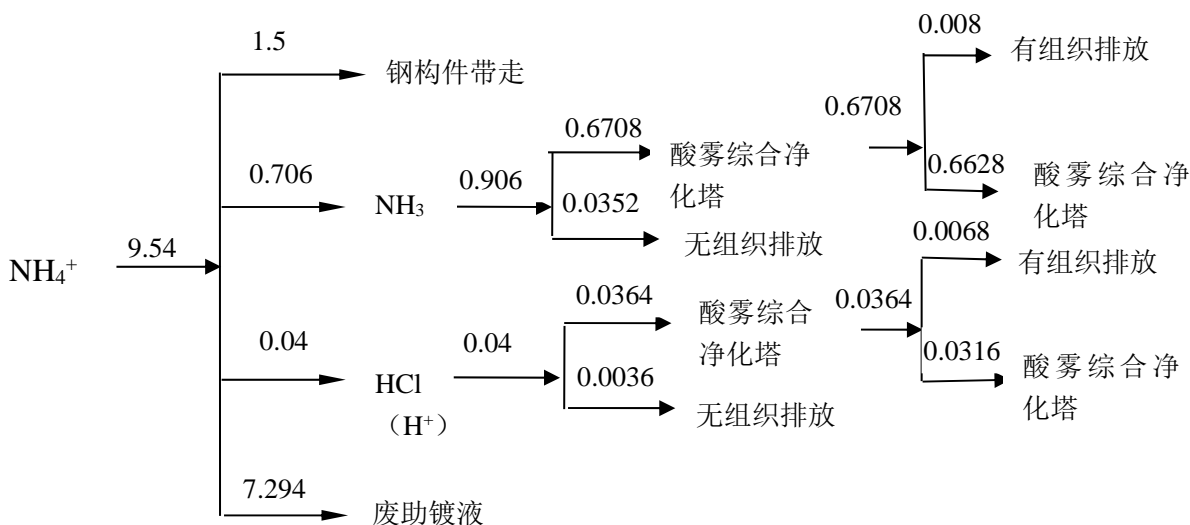 0.008
1.5
有组织排放
钢构件带走
0.6708
0.6708
酸雾综合净
化塔
0.6628
0.706
0.906
酸雾综合净
化塔
NH₃
0.0352
无组织排放
0.0068
9.54
有组织排放
NH₄⁺
0.0364
0.0364
酸雾综合
净化塔
0.04
0.04
0.0316
HCl
（H⁺）
0.0036
酸雾综合净
化塔
无组织排放
7.294
废助镀液